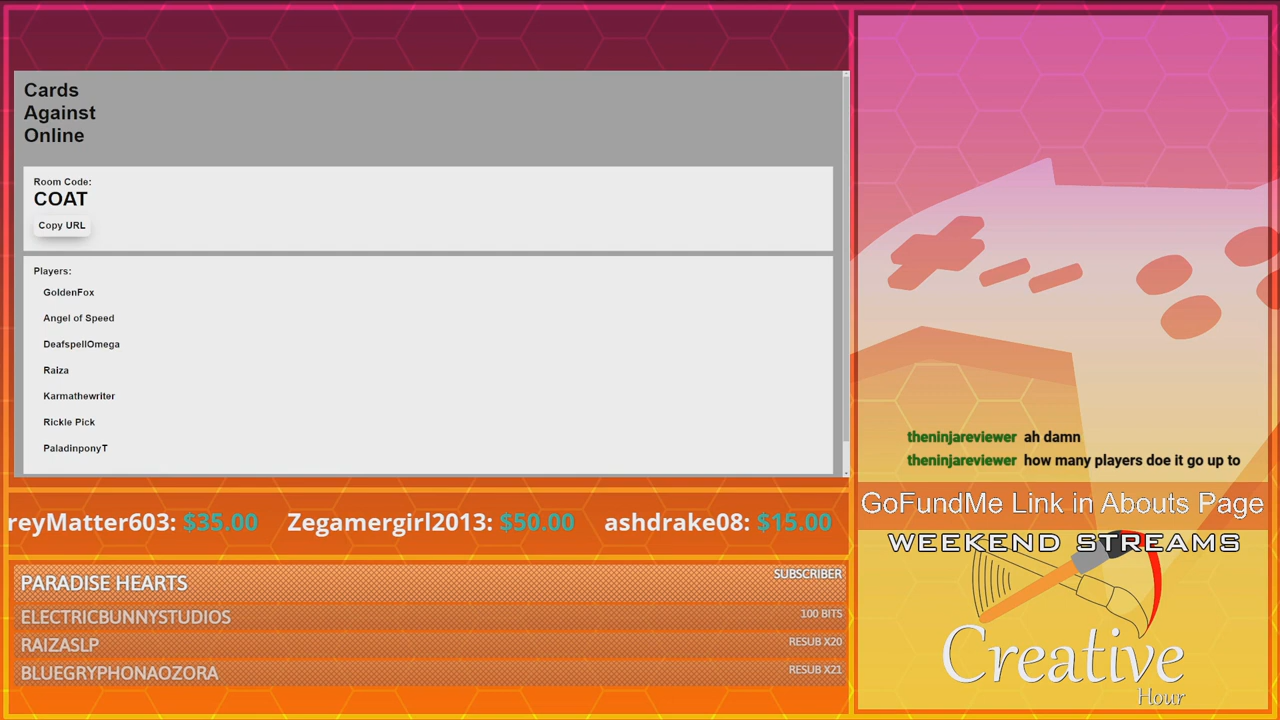 Cards
Against
Online
Room Code:
COAT
Copy URL
Players:
GoldenFox
Angel of Speed
DeafspellOmega
Raiza
Karmathewriter
Rickle Pick
PaladinponyT
theninjareviewer ah damn
theninjareviewer how many players doe it go up to
GoFundMe Link in Abouts Page
WEEKEND STREAMS
Creative
Hour
reyMatter603: $35.00 Zegamergirl2013: $50.00 ashdrake08: $15.00
PARADISE HEARTS SUBSCRIBER
ELECTRICBUNNYSTUDIOS 100 BITS
RAIZASLP RESUB X20
BLUEGRYPHONAOZORA RESUB X21